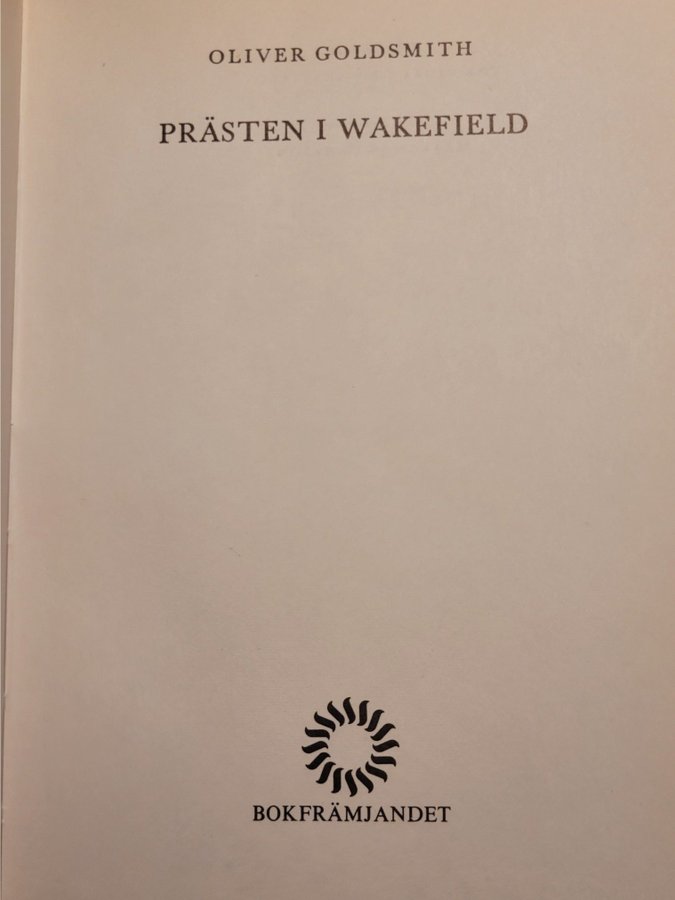 OLIVER GOLDSMITH
PRÄSTEN I WAKEFIELD
BOKFRÄMJANDET